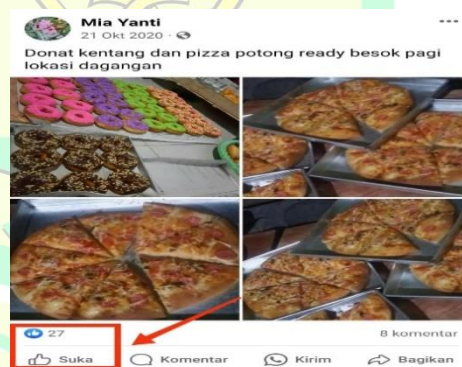 Mia Yanti
21 Okt 2020
Donat kentang dan pizza potong ready besok pagi
lokasi dagangan
27
8 komentar
Suka
Komentar
Kirim
Bagikan